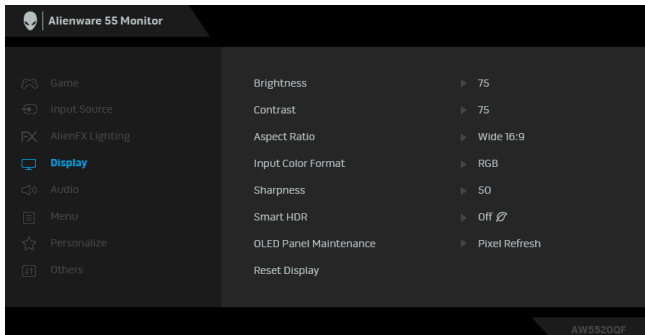 Alienware 55 Monitor
Game
Input Source
AlienFX Lighting
Display
Audio
Menu
Personalize
Others
Brightness 75
Contrast 75
Aspect Ratio Wide 16:9
Input Color Format RGB
Sharpness 50
Smart HDR Off
OLED Panel Maintenance Pixel Refresh
Reset Display
AW5520QF